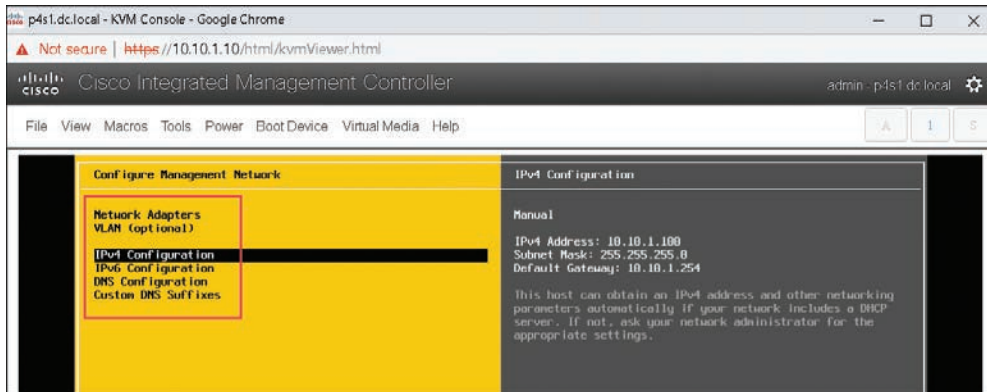 p4s1.dc.local - KVM Console - Google Chrome
Not secure | https://10.10.1.10/html/kvmViewer.html
cisco Cisco Integrated Management Controller admin - p4s1.dc.local
File View Macros Tools Power Boot Device Virtual Media Help A 1 S
Configure Management Network
Network Adapters
VLAN (optional)
IPv4 Configuration
IPv6 Configuration
DNS Configuration
Custom DNS Suffixes
IPv4 Configuration
Manual
IPv4 Address: 10.10.1.100
Subnet Mask: 255.255.255.0
Default Gateway: 10.10.1.254
This host can obtain an IPv4 address and other networking
parameters automatically if your network includes a DHCP
server. If not, ask your network administrator for the
appropriate settings.